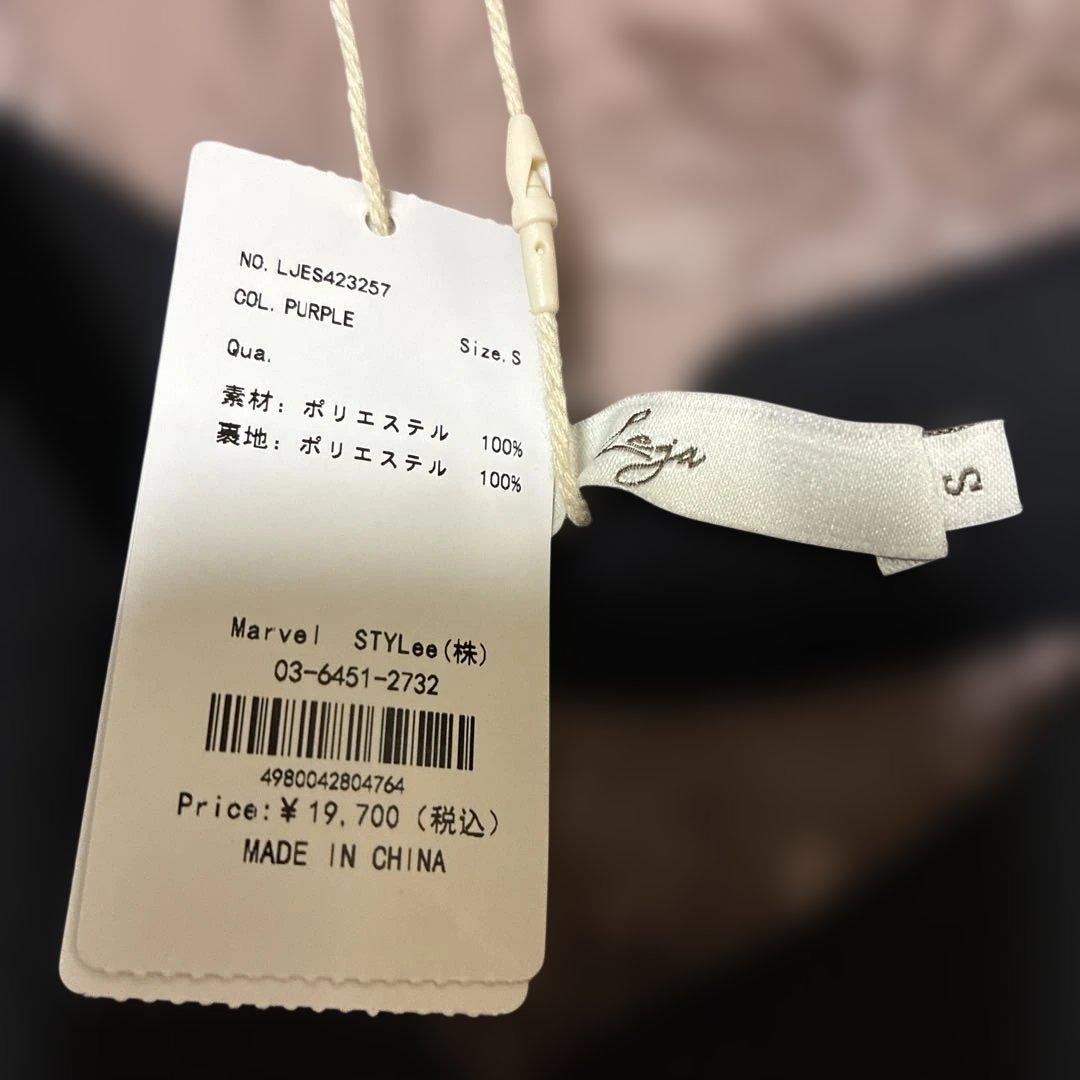 NO. LJES423257
COL. PURPLE
Size. S
Qua.
素材: ポリエステル 100%
裏地: ポリエステル 100%
Marvel STYLee(株)
03-6451-2732
4980042804764
Price:¥19,700(税込)
MADE IN CHINA
Leja
S